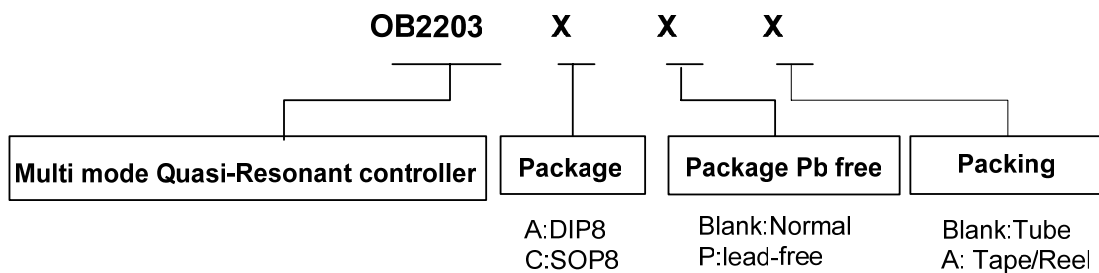 OB2203 X X X
Multi mode Quasi-Resonant controller
Package
Package Pb free
Packing
A:DIP8
C:SOP8
Blank:Normal
P:lead-free
Blank:Tube
A: Tape/Reel